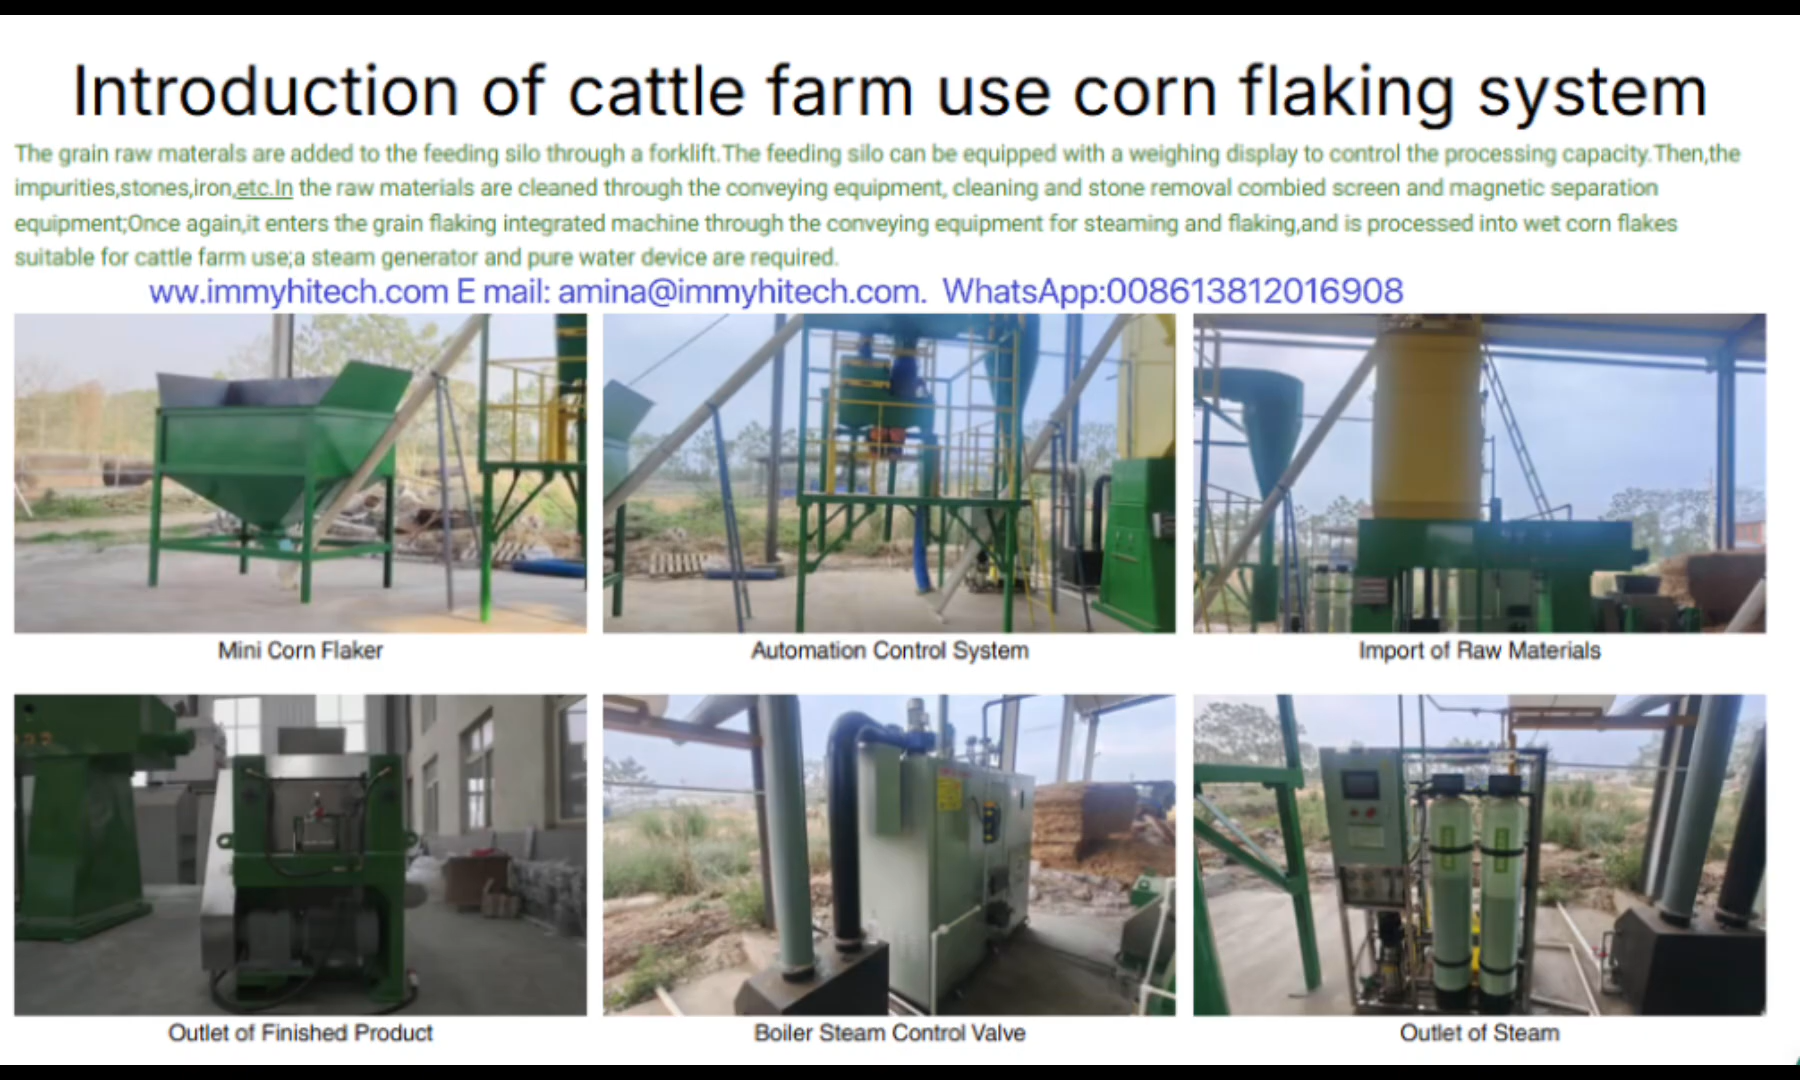 Introduction of cattle farm use corn flaking system
The grain raw materals are added to the feeding silo through a forklift.The feeding silo can be equipped with a weighing display to control the processing capacity.Then,the
impurities,stones,iron,etc.In the raw materials are cleaned through the conveying equipment, cleaning and stone removal combied screen and magnetic separation
equipment;Once again,it enters the grain flaking integrated machine through the conveying equipment for steaming and flaking,and is processed into wet corn flakes
suitable for cattle farm use;a steam generator and pure water device are required.
ww.immyhitech.com E mail: amina@immyhitech.com. WhatsApp:008613812016908
Mini Corn Flaker
Automation Control System
Import of Raw Materials
Outlet of Finished Product
Boiler Steam Control Valve
Outlet of Steam